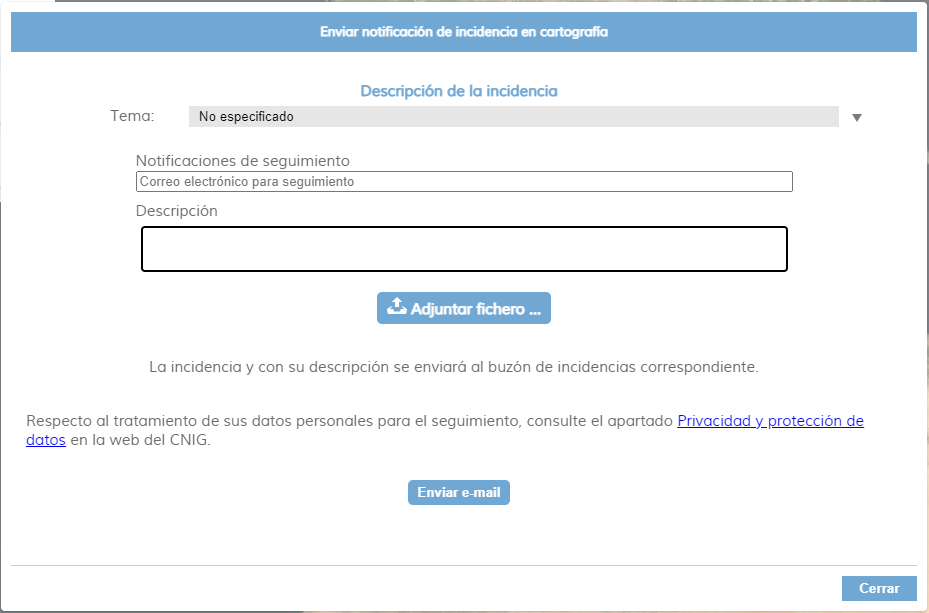 Enviar notificación de incidencia en cartografía
Descripción de la incidencia
Tema:
No especificado
Notificaciones de seguimiento
Correo electrónico para seguimiento
Descripción
Adjuntar fichero ...
La incidencia y con su descripción se enviará al buzón de incidencias correspondiente.
Respecto al tratamiento de sus datos personales para el seguimiento, consulte el apartado Privacidad y protección de
datos en la web del CNIG.
Enviar e-mail
Cerrar